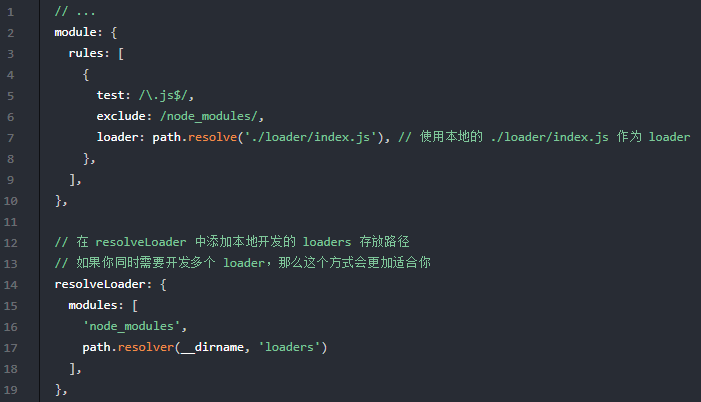 1 // ...
2 module: {
3   rules: [
4     {
5       test: /\.js$/,
6       exclude: /node_modules/,
7       loader: path.resolve('./loader/index.js'), // 使用本地的 ./loader/index.js 作为 loader
8     },
9   ],
10 },
11
12 // 在 resolveLoader 中添加本地开发的 loaders 存放路径
13 // 如果你同时需要开发多个 loader，那么这个方式会更加适合你
14 resolveLoader: {
15   modules: [
16     'node_modules',
17     path.resolver(__dirname, 'loaders')
18   ],
19 },